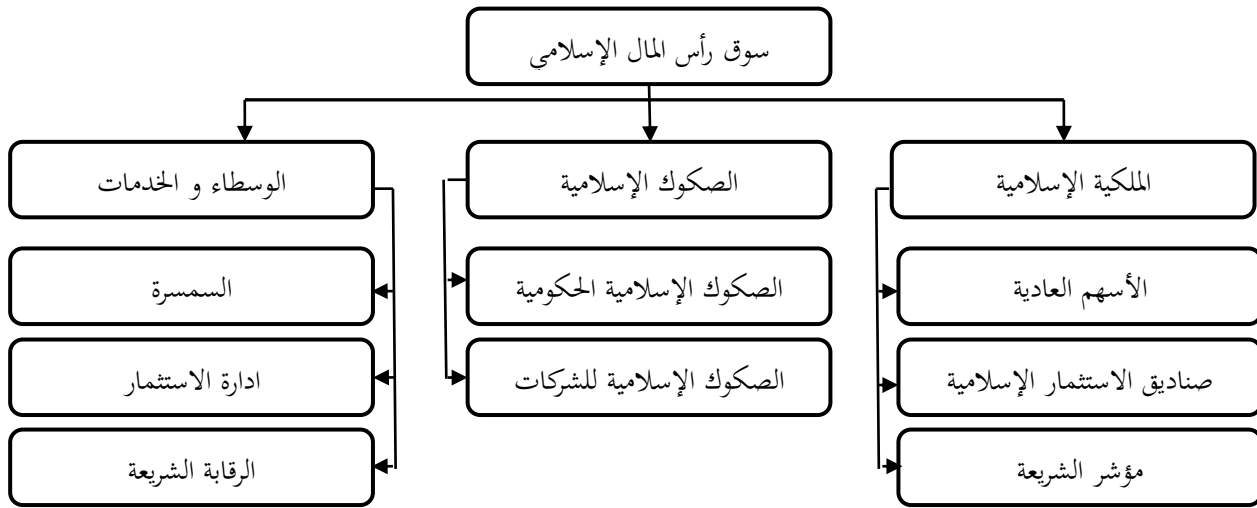 سوق رأس المال الإسلامي
الملكية الإسلامية
الصكوك الإسلامية
الوسطاء و الخدمات
الأسهم العادية
الصكوك الإسلامية الحكومية
السمسرة
صناديق الاستثمار الإسلامية
الصكوك الإسلامية للشركات
ادارة الاستثمار
مؤشر الشريعة
الرقابة الشريعة